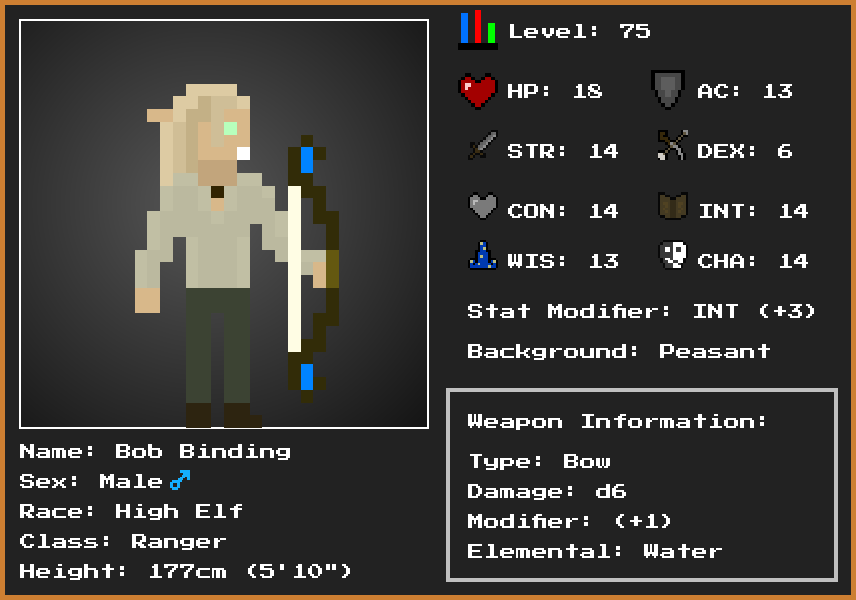 Level: 75
HP: 18 AC: 13
STR: 14 DEX: 6
CON: 14 INT: 14
WIS: 13 CHA: 14
Stat Modifier: INT (+3)
Background: Peasant
Weapon Information:
Type: Bow
Damage: d6
Modifier: (+1)
Elemental: Water
Name: Bob Binding
Sex: Male♂
Race: High Elf
Class: Ranger
Height: 177cm (5'10")